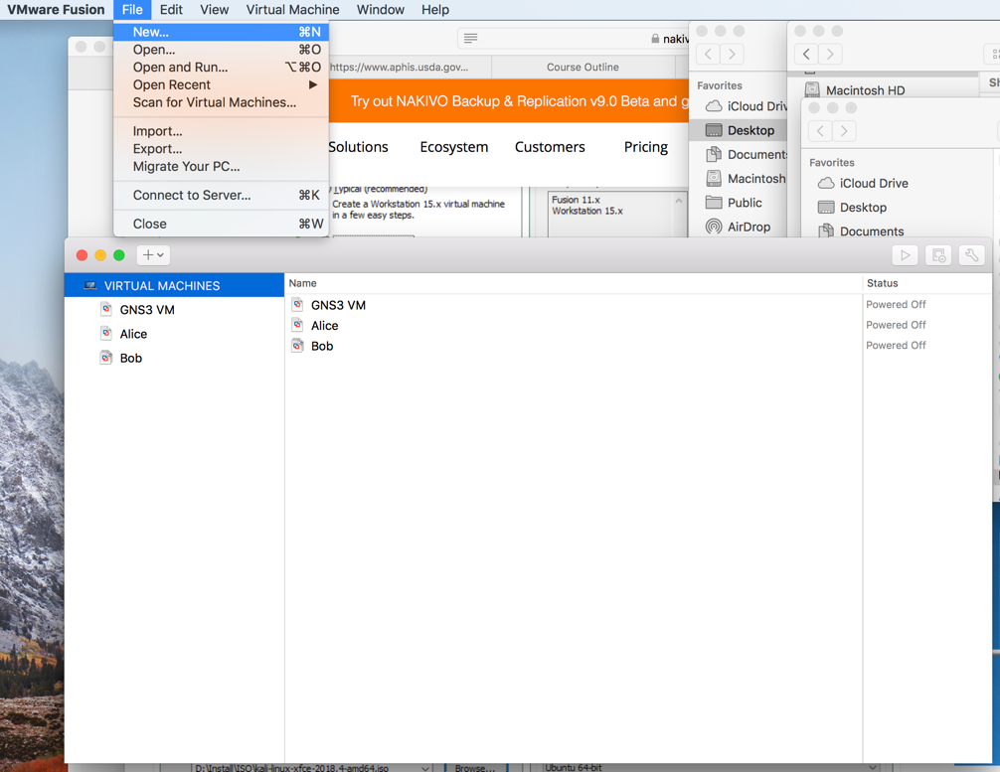 VMware Fusion File Edit View Virtual Machine Window Help
New... ⌘N
Open... ⌘O
Open and Run... ⌥⌘O
Open Recent ▶
Scan for Virtual Machines...
Import...
Export...
Migrate Your PC...
Connect to Server... ⌘K
Close ⌘W
nakiv
https://www.aphis.usda.gov... Course Outline
Try out NAKIVO Backup & Replication v9.0 Beta and g
Solutions Ecosystem Customers Pricing
Typical (recommended)
Create a Workstation 15.x virtual machine
in a few easy steps.
Fusion 11.x
Workstation 15.x
Favorites
iCloud Driv
Desktop
Documents
Macintosh
Public
AirDrop
Macintosh HD
Sh
Favorites
iCloud Drive
Desktop
Documents
VIRTUAL MACHINES
GNS3 VM
Alice
Bob
Name Status
GNS3 VM Powered Off
Alice Powered Off
Bob Powered Off
D:\Install\ISO\kali-linux-xfce-2018.4-amd64.iso Browse... Ubuntu 64-bit